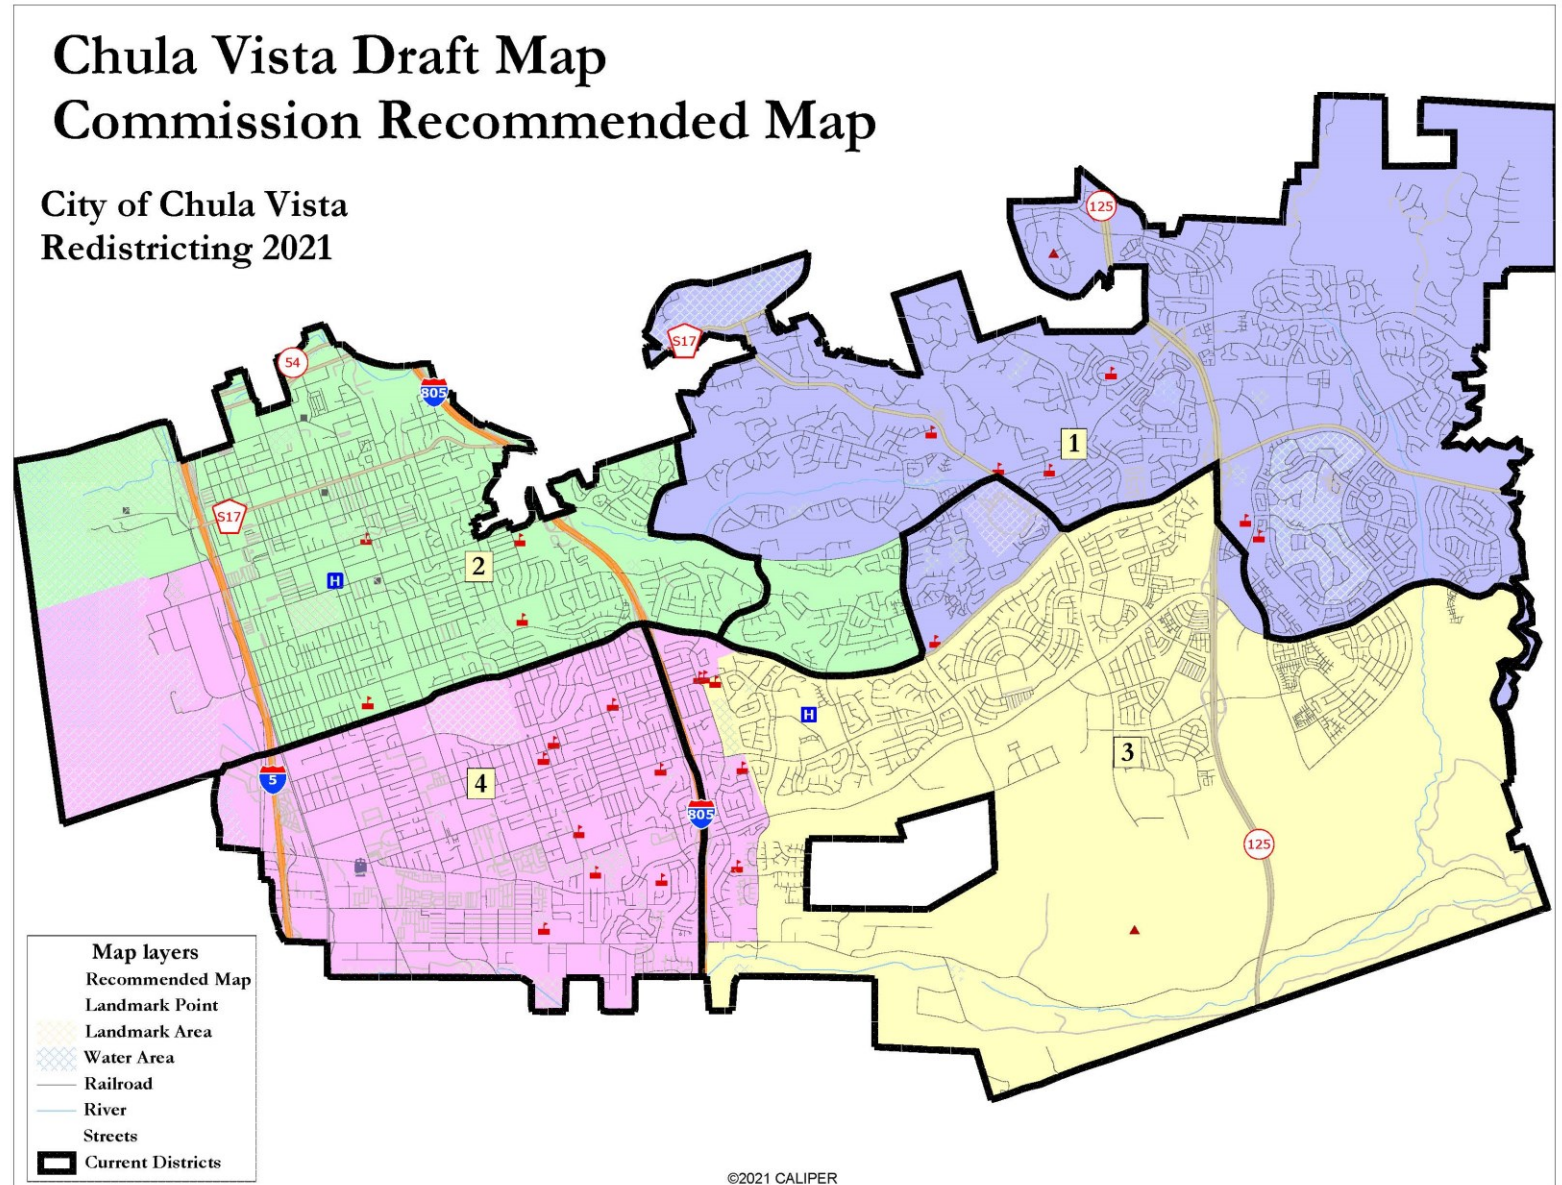 Chula Vista Draft Map
Commission Recommended Map
City of Chula Vista
Redistricting 2021
125
S17
54
805
1
S17
2
H
H
3
4
5
805
125
Map layers
Recommended Map
Landmark Point
Landmark Area
Water Area
Railroad
River
Streets
Current Districts
©2021 CALIPER